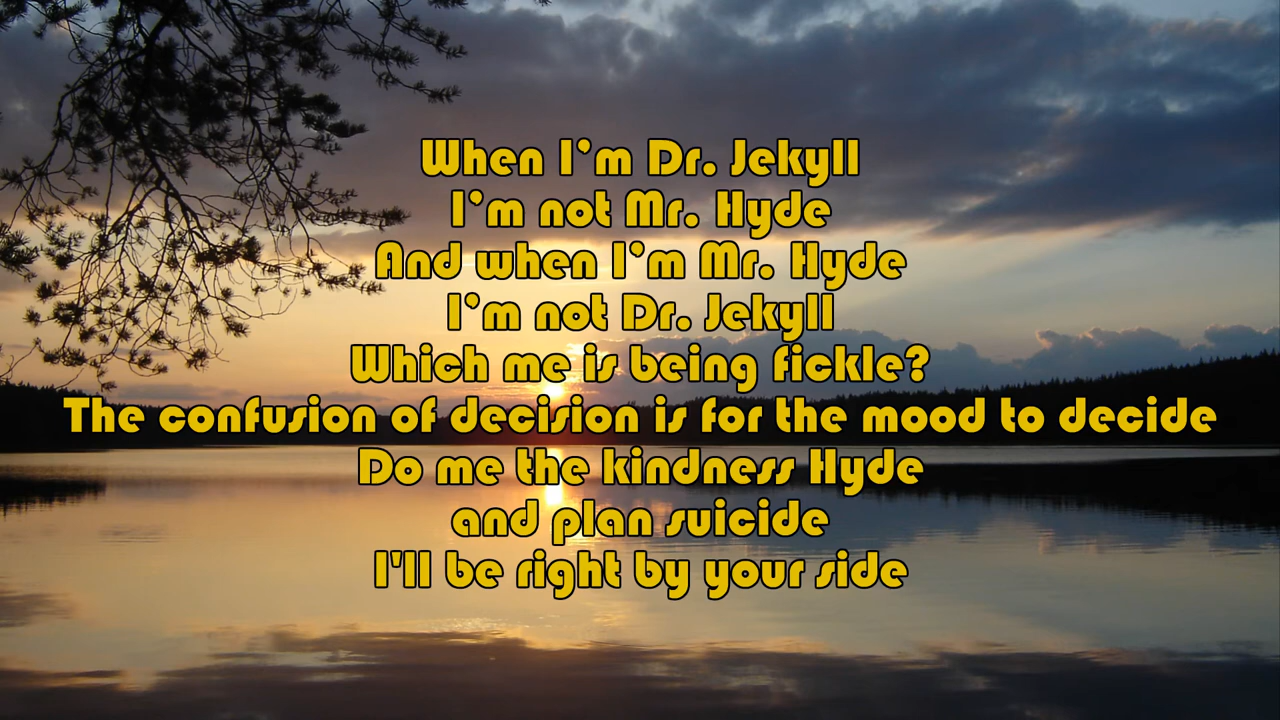 When I’m Dr. Jekyll
I’m not Mr. Hyde
And when I’m Mr. Hyde
I’m not Dr. Jekyll
Which me is being fickle?
The confusion of decision is for the mood to decide
Do me the kindness Hyde
and plan suicide
I'll be right by your side